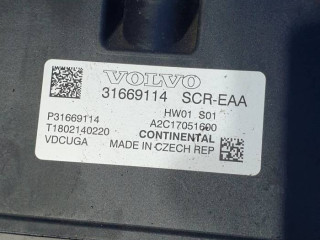 VOLVO
31669114 SCR-EAA
HW01 S01
P31669114 A2C17051600
T1802140220 CONTINENTAL
VDCUGA MADE IN CZECH REP